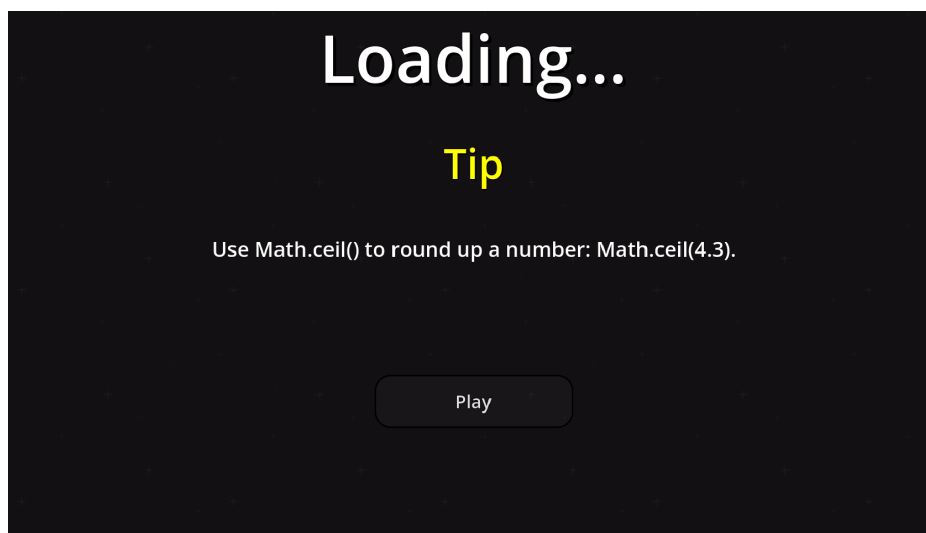 Loading...
Tip
Use Math.ceil() to round up a number: Math.ceil(4.3).
Play